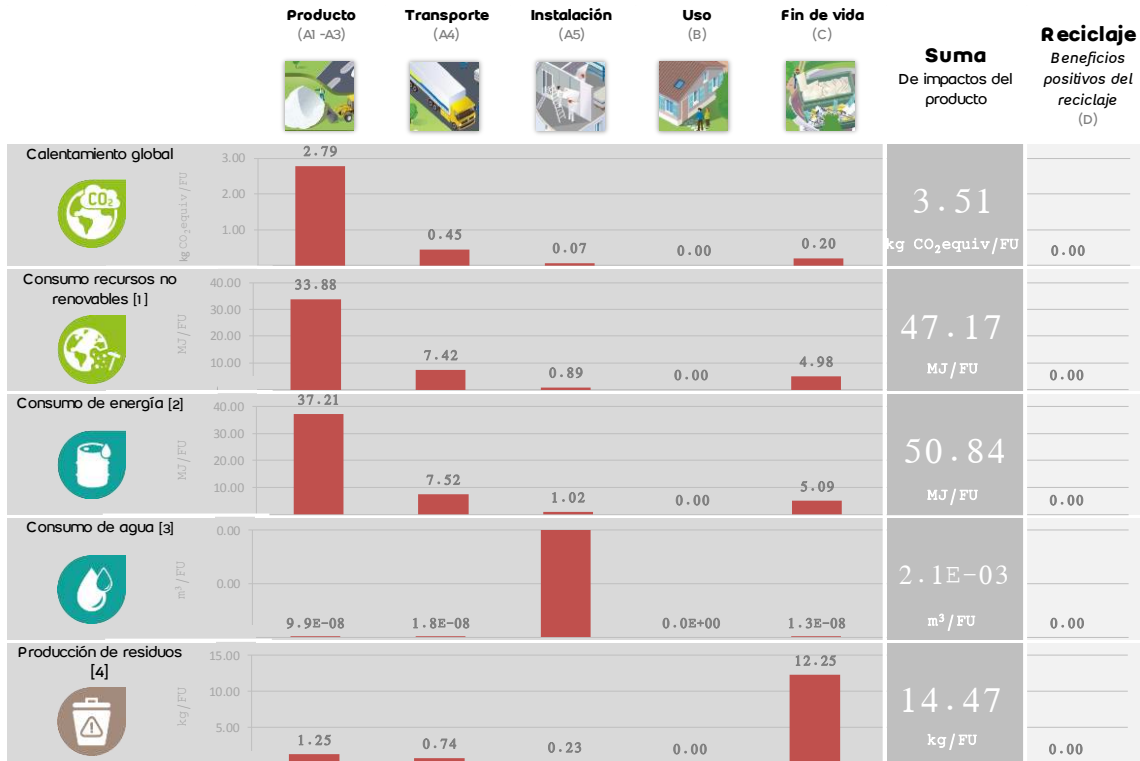 Producto
(A1 -A3)
Transporte
(A4)
Instalación
(A5)
Uso
(B)
Fin de vida
(C)
Suma
De impactos del
producto
Reciclaje
Beneficios
positivos del
reciclaje
(D)
Calentamiento global
CO₂
kg CO₂equiv/FU
3.00
2.00
1.00
2.79
0.45
0.07
0.00
0.20
3.51
kg CO₂equiv/FU
0.00
Consumo recursos no
renovables [1]
MJ/FU
40.00
30.00
20.00
10.00
33.88
7.42
0.89
0.00
4.98
47.17
MJ/FU
0.00
Consumo de energía [2]
MJ/FU
40.00
30.00
20.00
10.00
37.21
7.52
1.02
0.00
5.09
50.84
MJ/FU
0.00
Consumo de agua [3]
m³/FU
0.00
0.00
9.9E-08
1.8E-08
0.0E+00
1.3E-08
2.1E-03
m³/FU
0.00
Producción de residuos
[4]
kg/FU
15.00
10.00
5.00
1.25
0.74
0.23
0.00
12.25
14.47
kg/FU
0.00